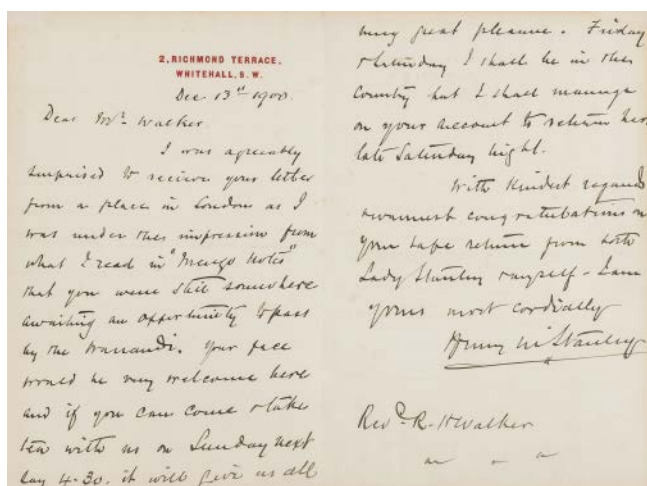 2, RICHMOND TERRACE,
WHITEHALL, S.W.
Dec 13th 1900.
Dear Mr. Walker
I was agreeably
surprised to recieve your letter
from a place in London as I
was under the impression from
what I read in "Mengo Notes"
that you were still somewhere
awaiting an opportunity to pass
by the Wanandi. Your face
would be very welcome here
and if you can come & take
tea with us on Sunday next
say 4-30. it will give us all
very great pleasure. Friday
& Saturday I shall be in the
Country but I shall manage
on your account to return here
late Saturday night.
With Kindest regards
& warmest congratulations on
your safe return from both
Lady Stanley & myself - I am
yours most cordially
Henry M Stanley
Revd. R. H Walker